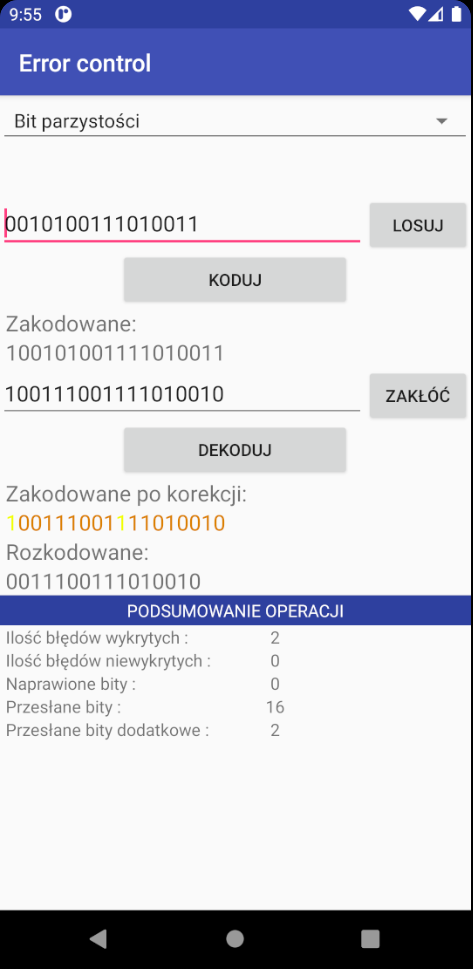 9:55
Error control
Bit parzystości
0010100111010011
LOSUJ
KODUJ
Zakodowane:
100101001111010011
100111001111010010
ZAKŁÓĆ
DEKODUJ
Zakodowane po korekcji:
100111001111010010
Rozkodowane:
0011100111010010
PODSUMOWANIE OPERACJI
Ilość błędów wykrytych : 2
Ilość błędów niewykrytych : 0
Naprawione bity : 0
Przesłane bity : 16
Przesłane bity dodatkowe : 2